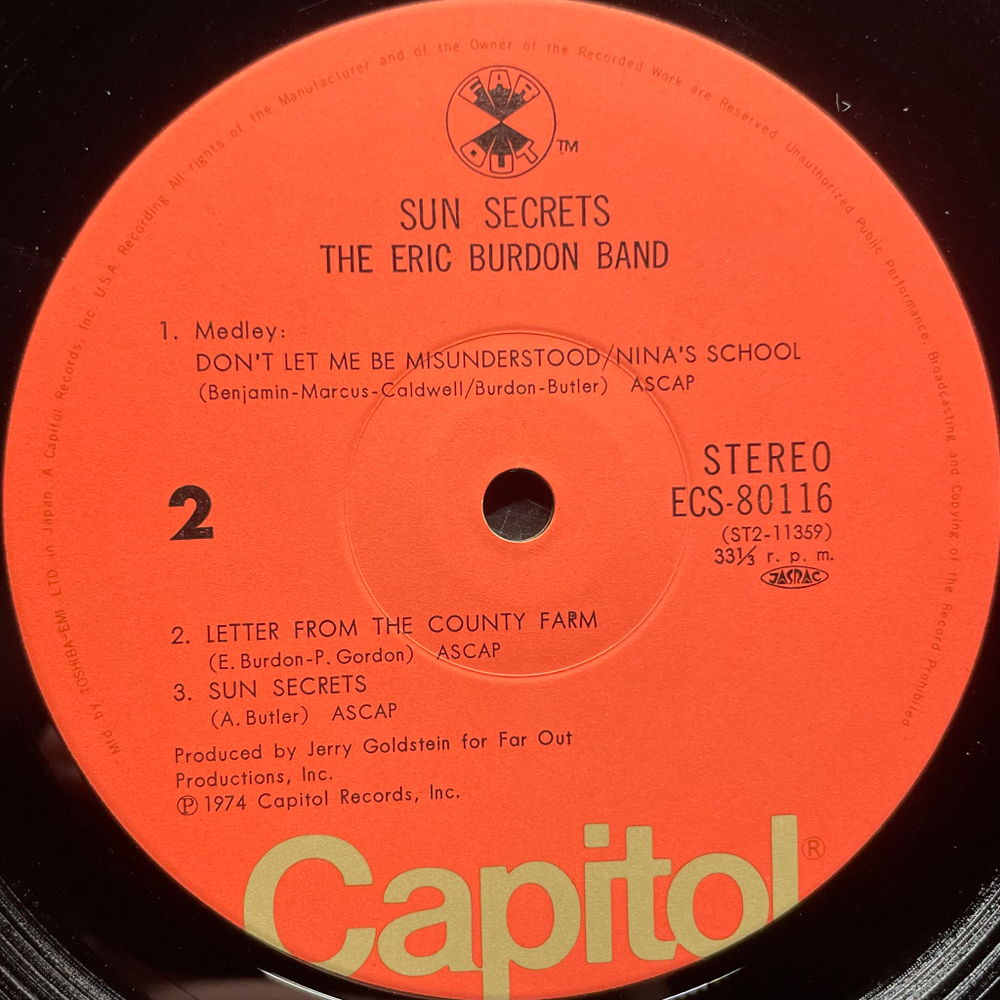 Mfd by TOSHIBA-EMI LTD. in Japan A Capitol Records, Inc U.S.A. Recording All rights of the Manufacturer and of the Owner of the Recorded Work are Reserved Unauthorized Public Performance, Broadcasting and Copying of the Record Prohibited
FAR
OUT
TM
SUN SECRETS
THE ERIC BURDON BAND
1. Medley:
DON'T LET ME BE MISUNDERSTOOD/NINA'S SCHOOL
(Benjamin-Marcus-Caldwell/Burdon-Butler) ASCAP
STEREO
ECS-80116
(ST2-11359)
33⅓ r. p. m.
JASRAC
2
2. LETTER FROM THE COUNTY FARM
(E. Burdon-P. Gordon) ASCAP
3. SUN SECRETS
(A. Butler) ASCAP
Produced by Jerry Goldstein for Far Out
Productions, Inc.
Ⓟ1974 Capitol Records, Inc.
Capitol®